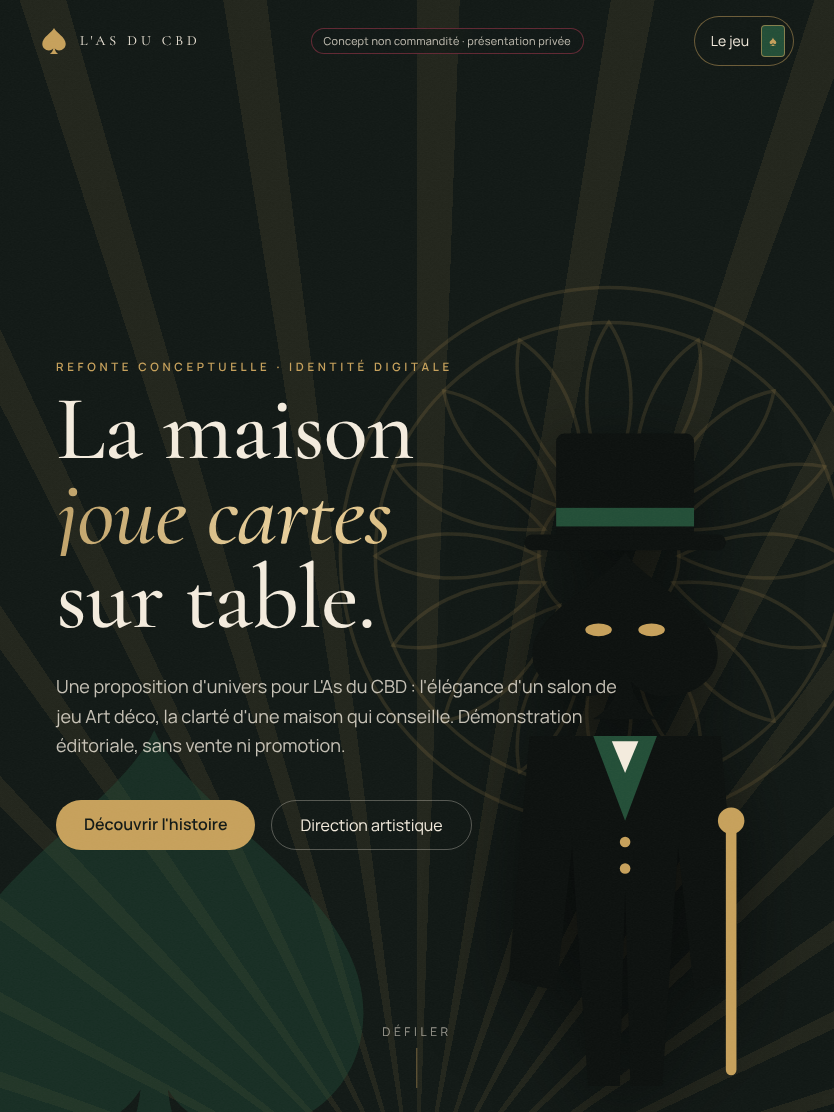 L'AS DU CBD
Concept non commandité · présentation privée
Le jeu
REFONTE CONCEPTUELLE · IDENTITÉ DIGITALE
La maison
joue cartes
sur table.
Une proposition d'univers pour L'As du CBD : l'élégance d'un salon de
jeu Art déco, la clarté d'une maison qui conseille. Démonstration
éditoriale, sans vente ni promotion.
Découvrir l'histoire
Direction artistique
DÉFILER